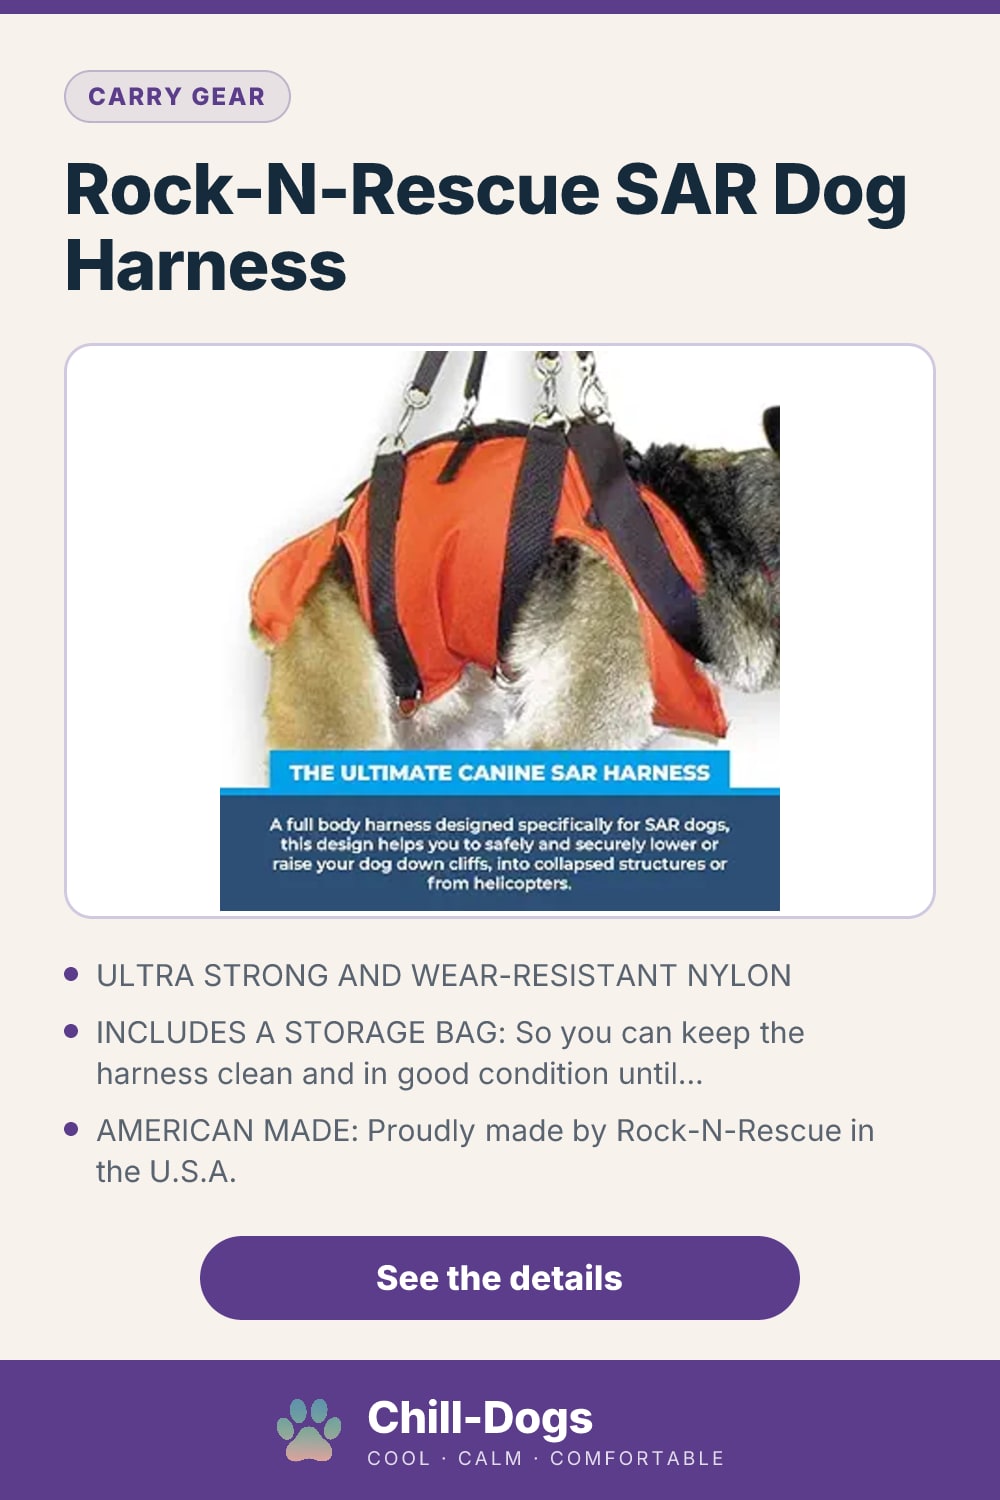 CARRY GEAR
Rock-N-Rescue SAR Dog
Harness
THE ULTIMATE CANINE SAR HARNESS
A full body harness designed specifically for SAR dogs,
this design helps you to safely and securely lower or
raise your dog down cliffs, into collapsed structures or
from helicopters.
ULTRA STRONG AND WEAR-RESISTANT NYLON
INCLUDES A STORAGE BAG: So you can keep the
harness clean and in good condition until...
AMERICAN MADE: Proudly made by Rock-N-Rescue in
the U.S.A.
See the details
Chill-Dogs
COOL · CALM · COMFORTABLE